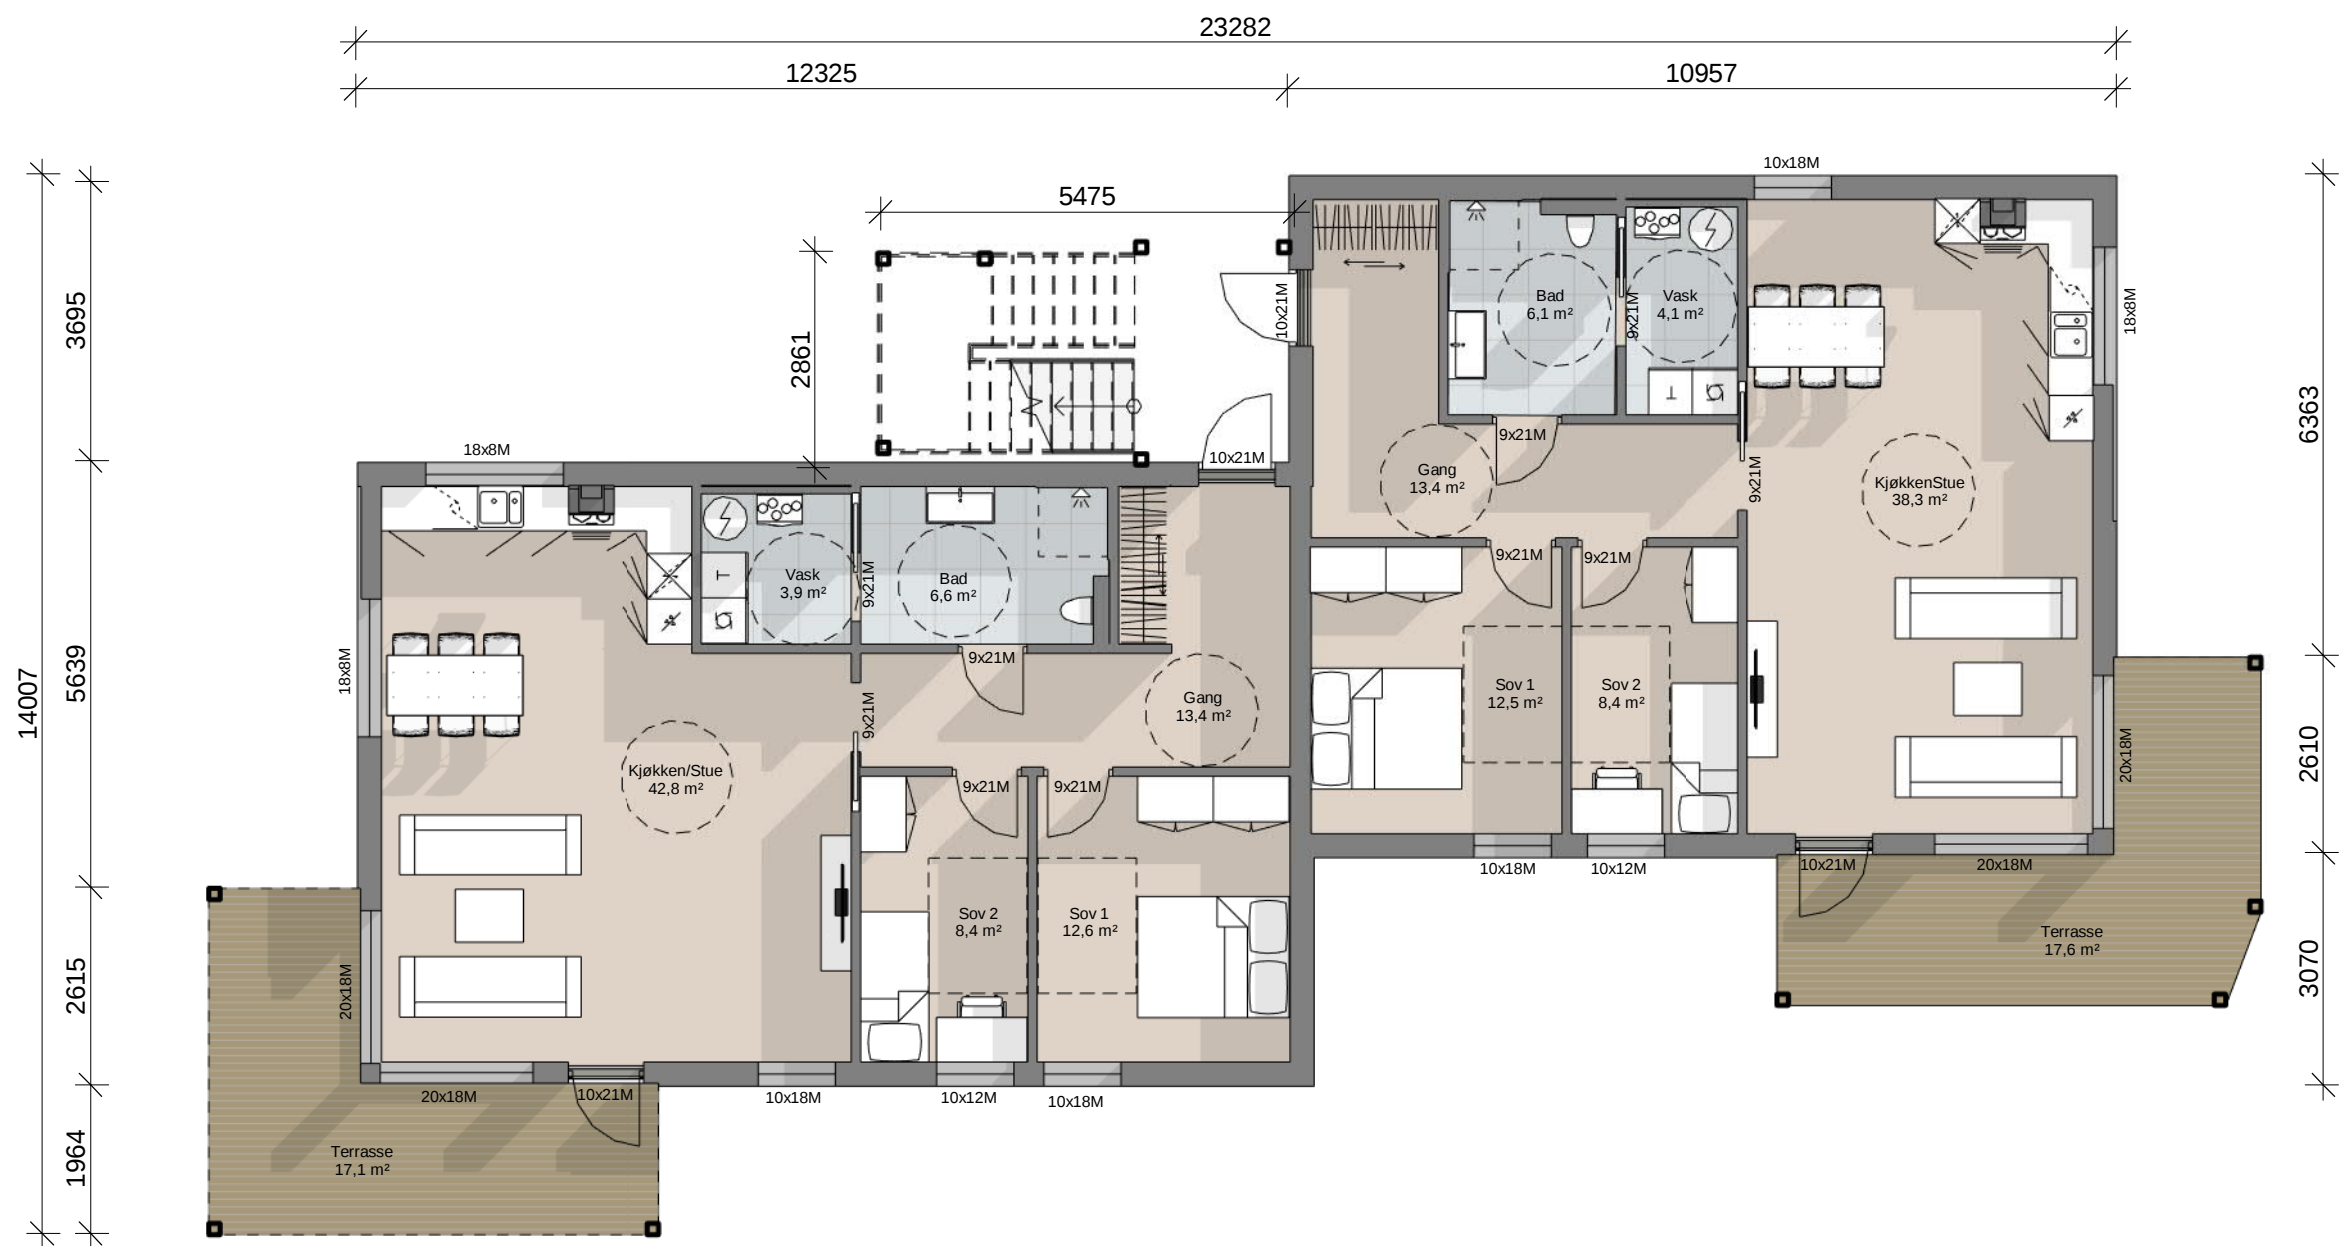 23282
12325
10957
10x18M
5475
3695
2861
14007
5639
2615
1964
6363
2610
3070
10x21M
Bad
6,1 m²
9x21M
Vask
4,1 m²
18x8M
9x21M
9x21M
Gang
13,4 m²
KjøkkenStue
38,3 m²
18x8M
10x21M
T
T
Vask
3,9 m²
9x21M
Bad
6,6 m²
9x21M
9x21M
18x8M
9x21M
9x21M
Gang
13,4 m²
Sov 1
12,5 m²
Sov 2
8,4 m²
20x18M
Kjøkken/Stue
42,8 m²
9x21M
9x21M
10x18M
10x12M
10x21M
20x18M
Sov 2
8,4 m²
Sov 1
12,6 m²
Terrasse
17,6 m²
20x18M
20x18M
10x21M
10x18M
10x12M
10x18M
Terrasse
17,1 m²